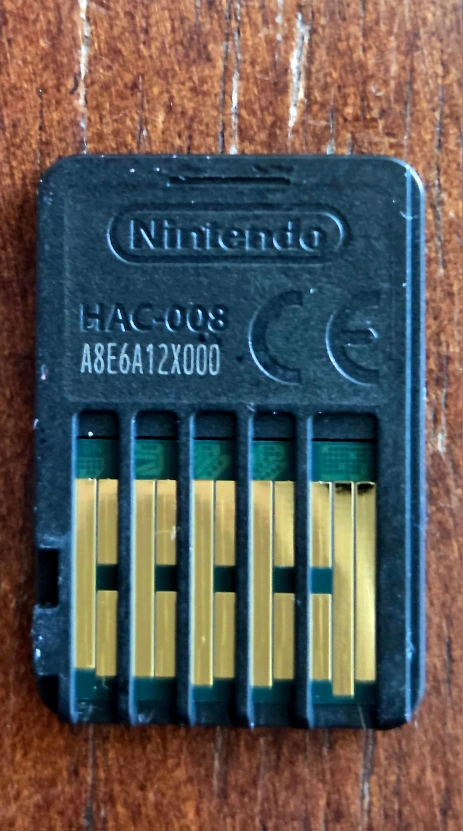 Nintendo
HAC-008
A8E6A12X000
CE